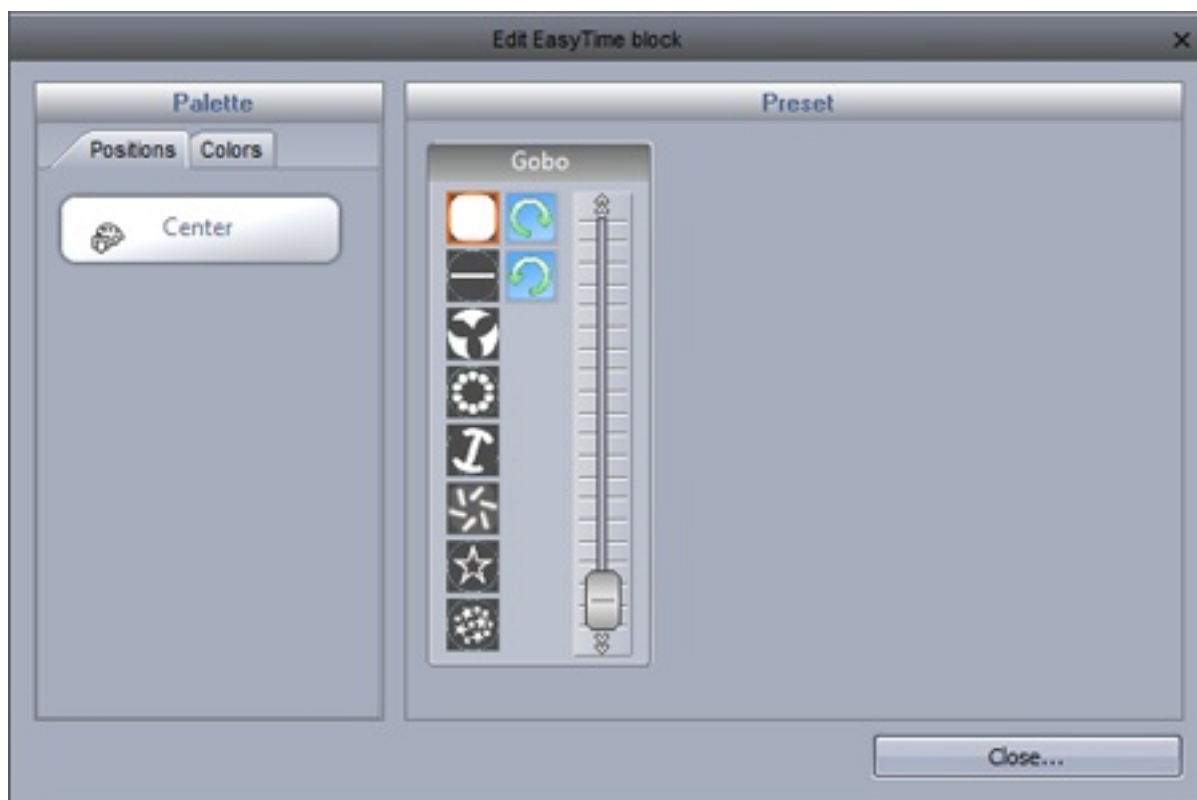 Edit EasyTime block
Palette
Preset
Positions Colors
Gobo
Center
Close...